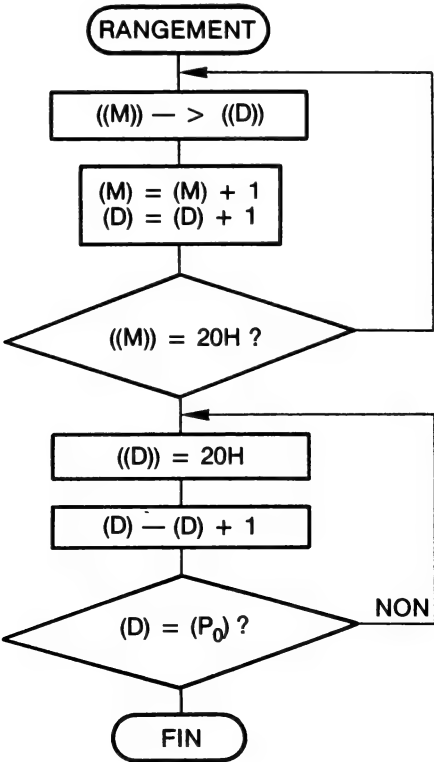 RANGEMENT
((M)) — > ((D))
(M) = (M) + 1
(D) = (D) + 1
((M)) = 20H ?
((D)) = 20H
(D) — (D) + 1
(D) = (P₀) ?
NON
FIN